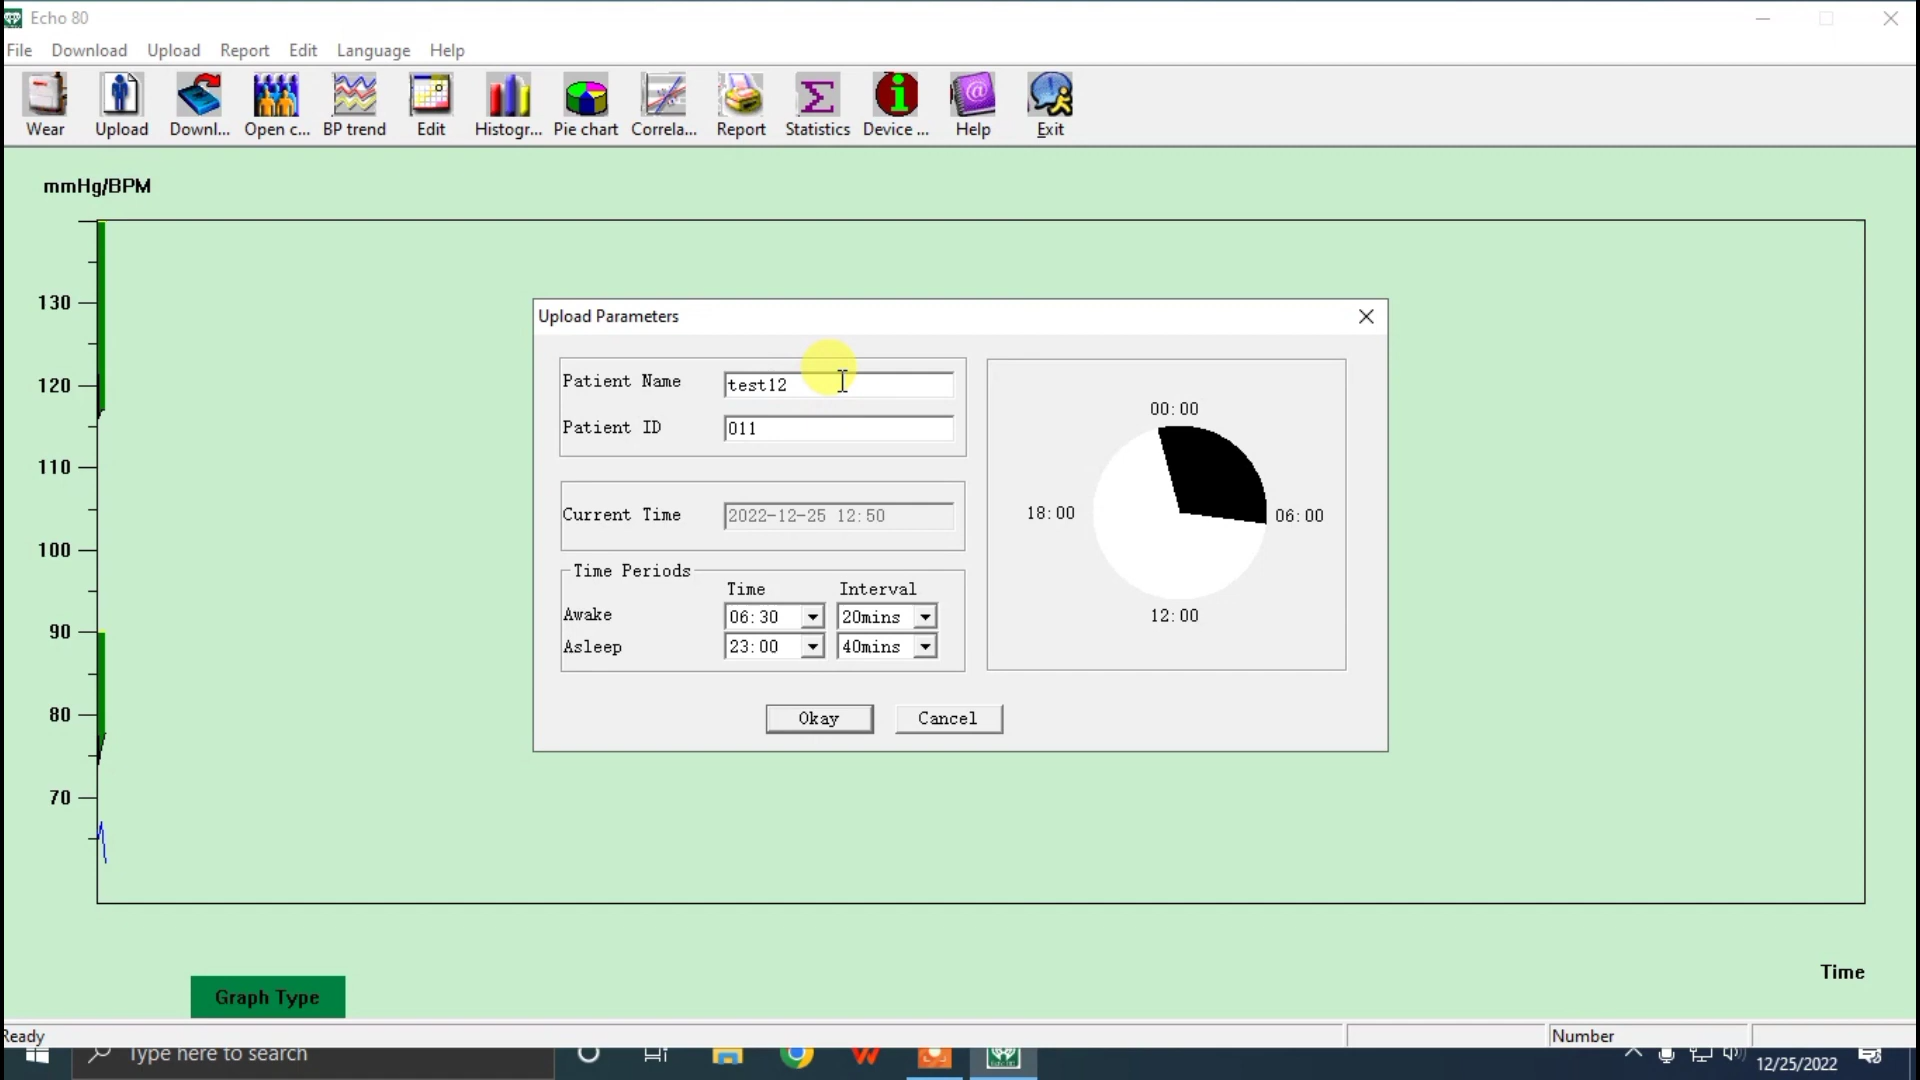 Echo 80
File Download Upload Report Edit Language Help
Wear Upload Downl... Open c... BP trend Edit Histogr... Pie chart Correla... Report Statistics Device ... Help Exit
mmHg/BPM
130
120
110
100
90
80
70
Upload Parameters
Patient Name test12
Patient ID 011
Current Time 2022-12-25 12:50
Time Periods
Time Interval
Awake 06:30 20mins
Asleep 23:00 40mins
00:00
18:00 06:00
12:00
Okay Cancel
Time
Graph Type
Ready Number
Type here to search
12/25/2022